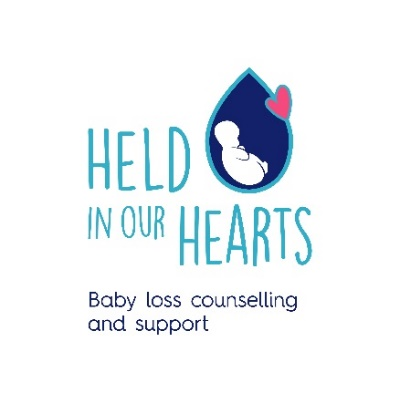 HELD
IN OUR HEARTS
Baby loss counselling
and support